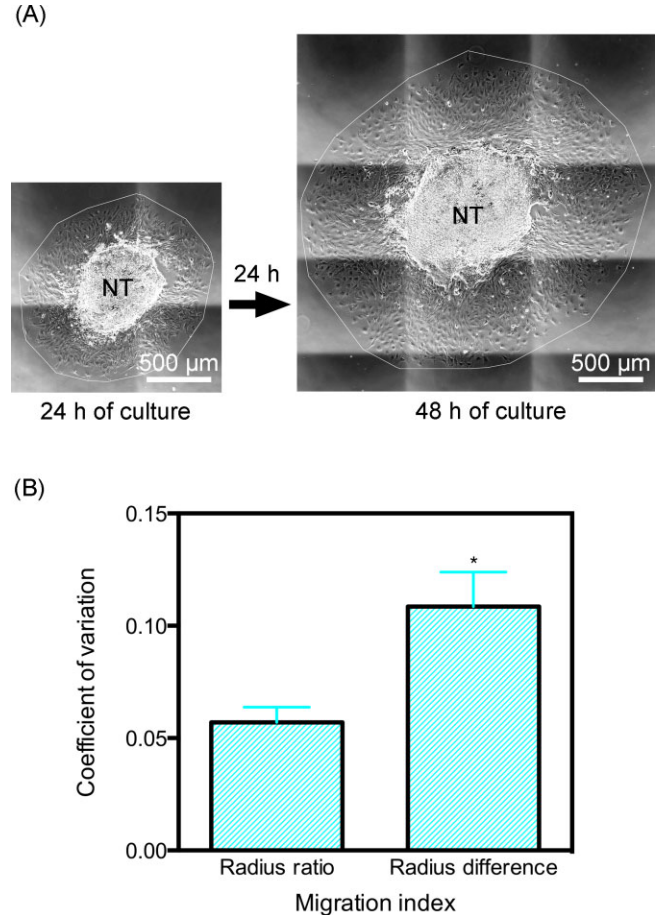 (A)
NT
500 µm
24 h of culture
24 h
NT
500 µm
48 h of culture
(B)
Coefficient of variation
0.15
0.10
0.05
0.00
*
Radius ratio
Radius difference
Migration index